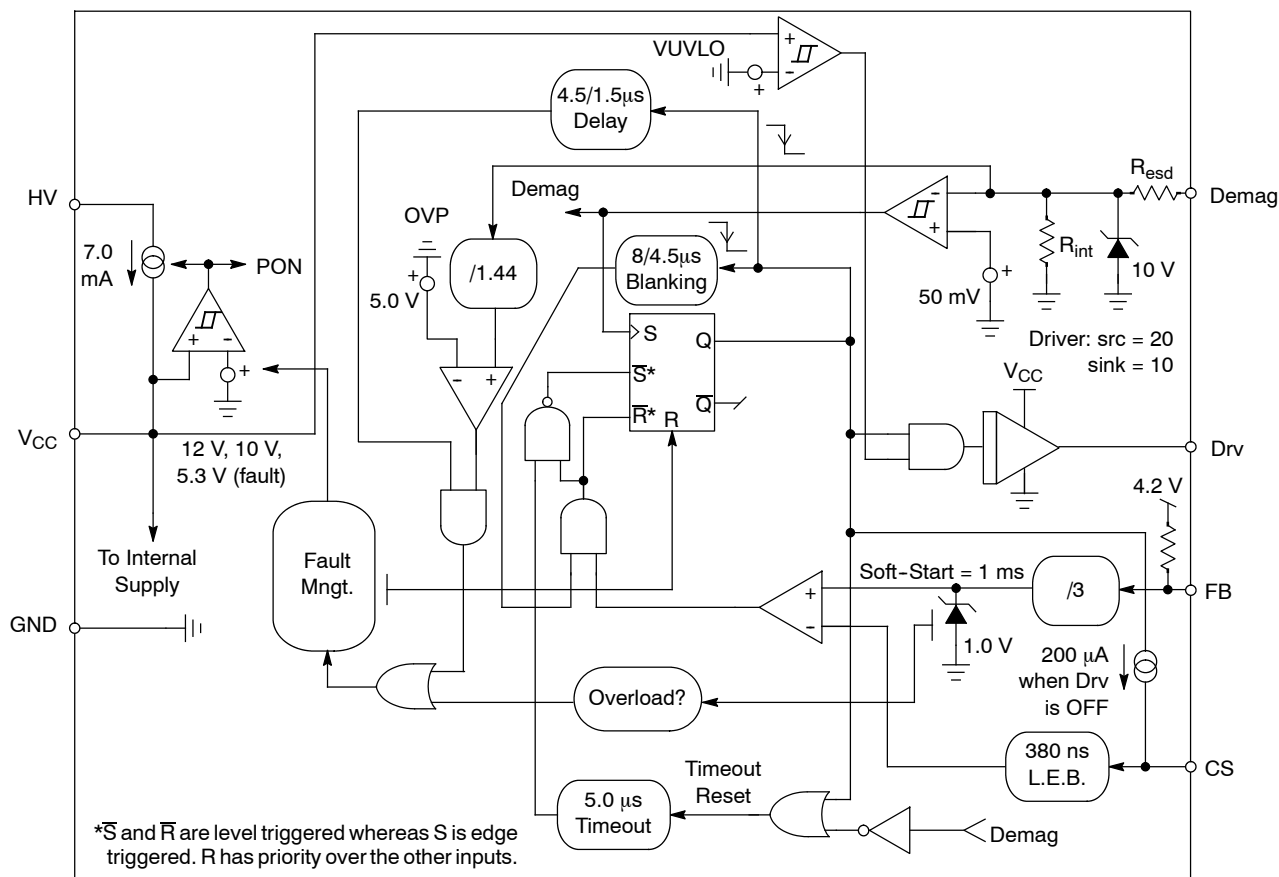 VUVLO
+
-
+
4.5/1.5μs
Delay
HV
Demag
Resd
Demag
OVP
-
+
Rint
10 V
7.0
mA
PON
+
5.0 V
/1.44
8/4.5μs
Blanking
50 mV
+
+
-
+
S
Q
Driver: src = 20
sink = 10
S*
R*
R
Q
-
+
VCC
VCC
12 V, 10 V,
5.3 V (fault)
Drv
4.2 V
To Internal
Supply
Fault
Mngt.
Soft-Start = 1 ms
/3
FB
+
-
GND
1.0 V
200 μA
when Drv
is OFF
Overload?
380 ns
L.E.B.
CS
Timeout
Reset
5.0 μs
Timeout
Demag
*S and R are level triggered whereas S is edge
triggered. R has priority over the other inputs.